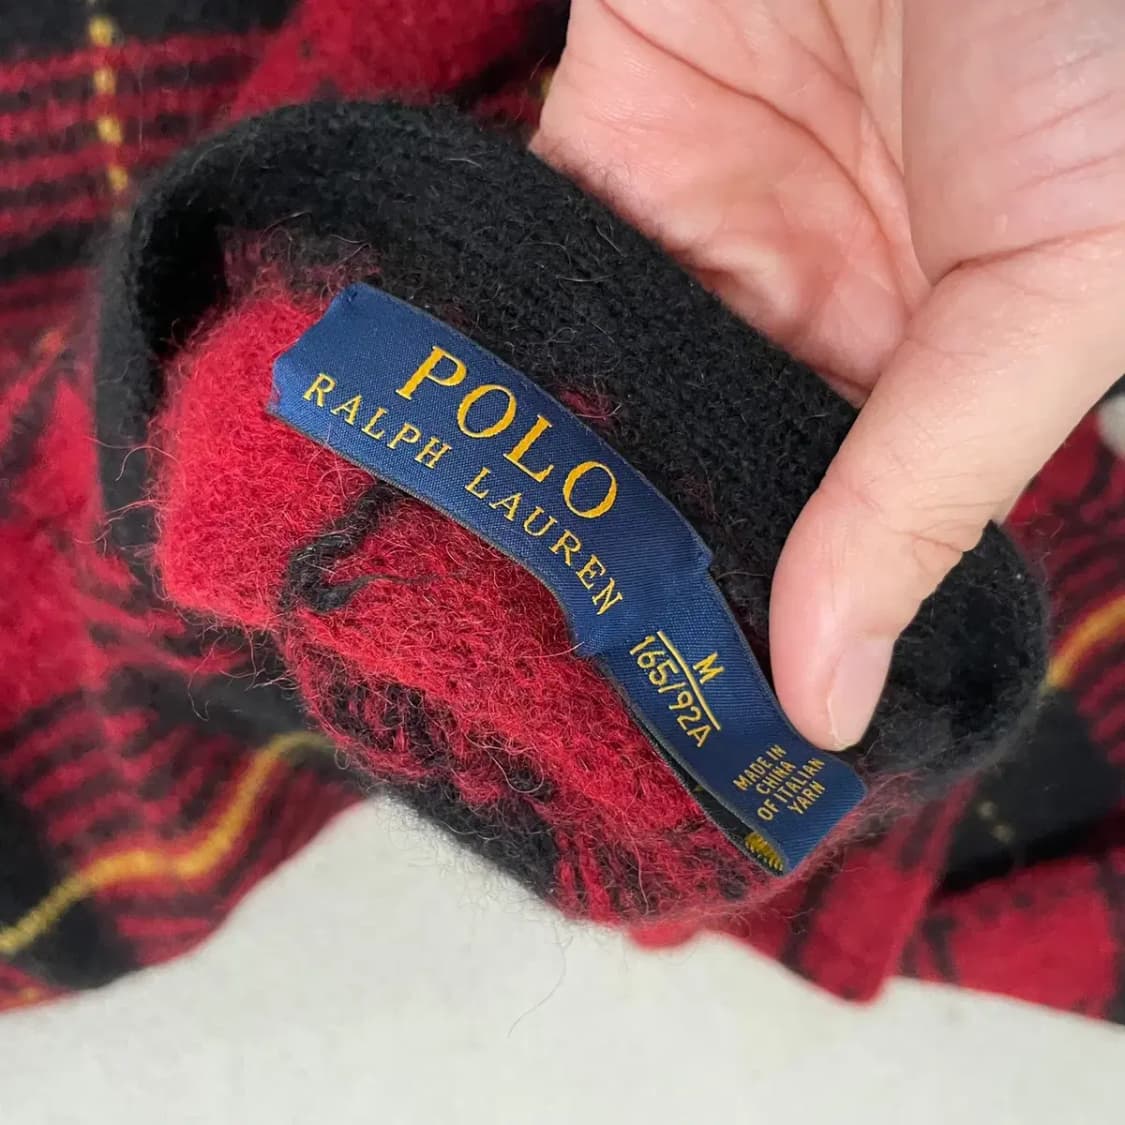 POLO
RALPH LAUREN
M
165/92A
MADE IN
CHINA
OF ITALIAN
YARN